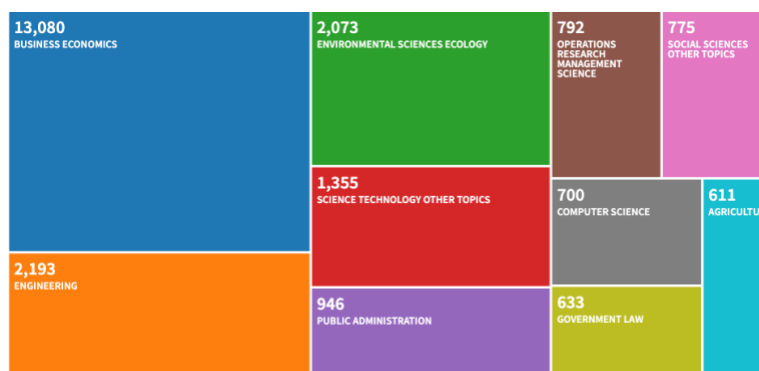 13,080
BUSINESS ECONOMICS
2,193
ENGINEERING
2,073
ENVIRONMENTAL SCIENCES ECOLOGY
1,355
SCIENCE TECHNOLOGY OTHER TOPICS
946
PUBLIC ADMINISTRATION
792
OPERATIONS
RESEARCH
MANAGEMENT
SCIENCE
775
SOCIAL SCIENCES
OTHER TOPICS
700
COMPUTER SCIENCE
633
GOVERNMENT LAW
611
AGRICULTU